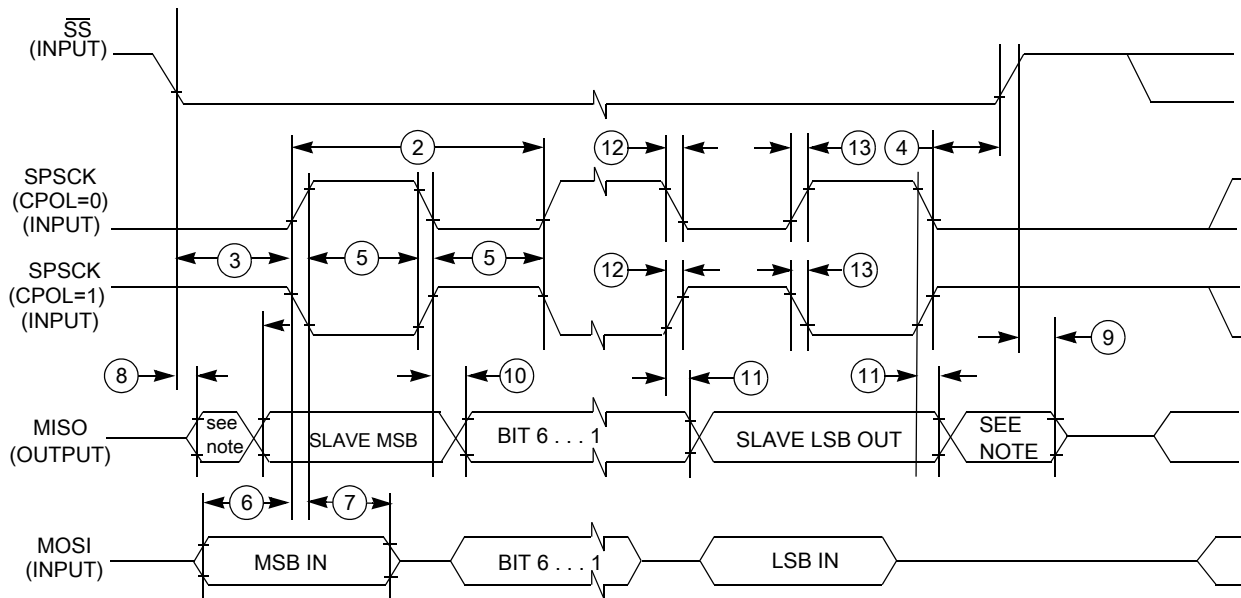 SS
(INPUT)
2
12
13
4
SPSCK
(CPOL=0)
(INPUT)
3
5
5
SPSCK
(CPOL=1)
(INPUT)
12
13
9
8
10
11
11
MISO
(OUTPUT)
see
note
SLAVE MSB
BIT 6 . . . 1
SLAVE LSB OUT
SEE
NOTE
6
7
MOSI
(INPUT)
MSB IN
BIT 6 . . . 1
LSB IN